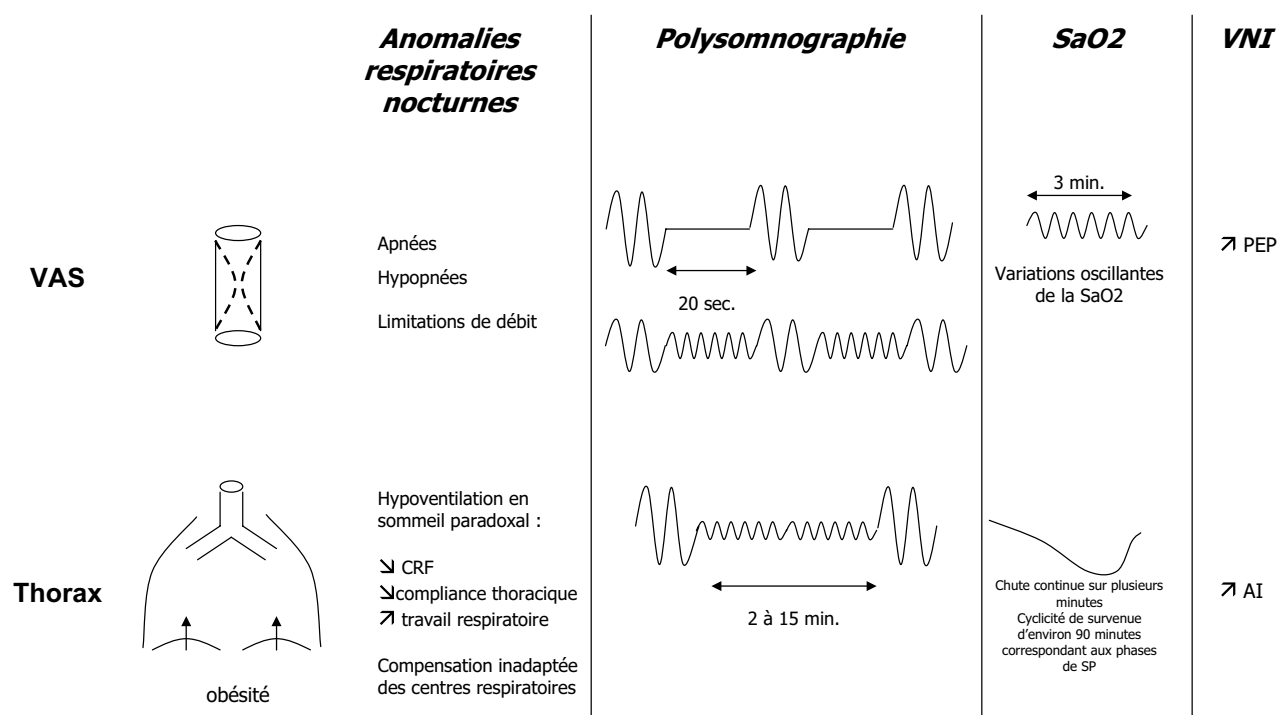 Anomalies
respiratoires
nocturnes
Polysomnographie
SaO2
VNI
VAS
Apnées
Hypopnées
Limitations de débit
20 sec.
3 min.
Variations oscillantes
de la SaO2
↗ PEP
Thorax
obésité
Hypoventilation en
sommeil paradoxal :
↘ CRF
↘compliance thoracique
↗ travail respiratoire
Compensation inadaptée
des centres respiratoires
2 à 15 min.
Chute continue sur plusieurs
minutes
Cyclicité de survenue
d'environ 90 minutes
correspondant aux phases
de SP
↗ AI